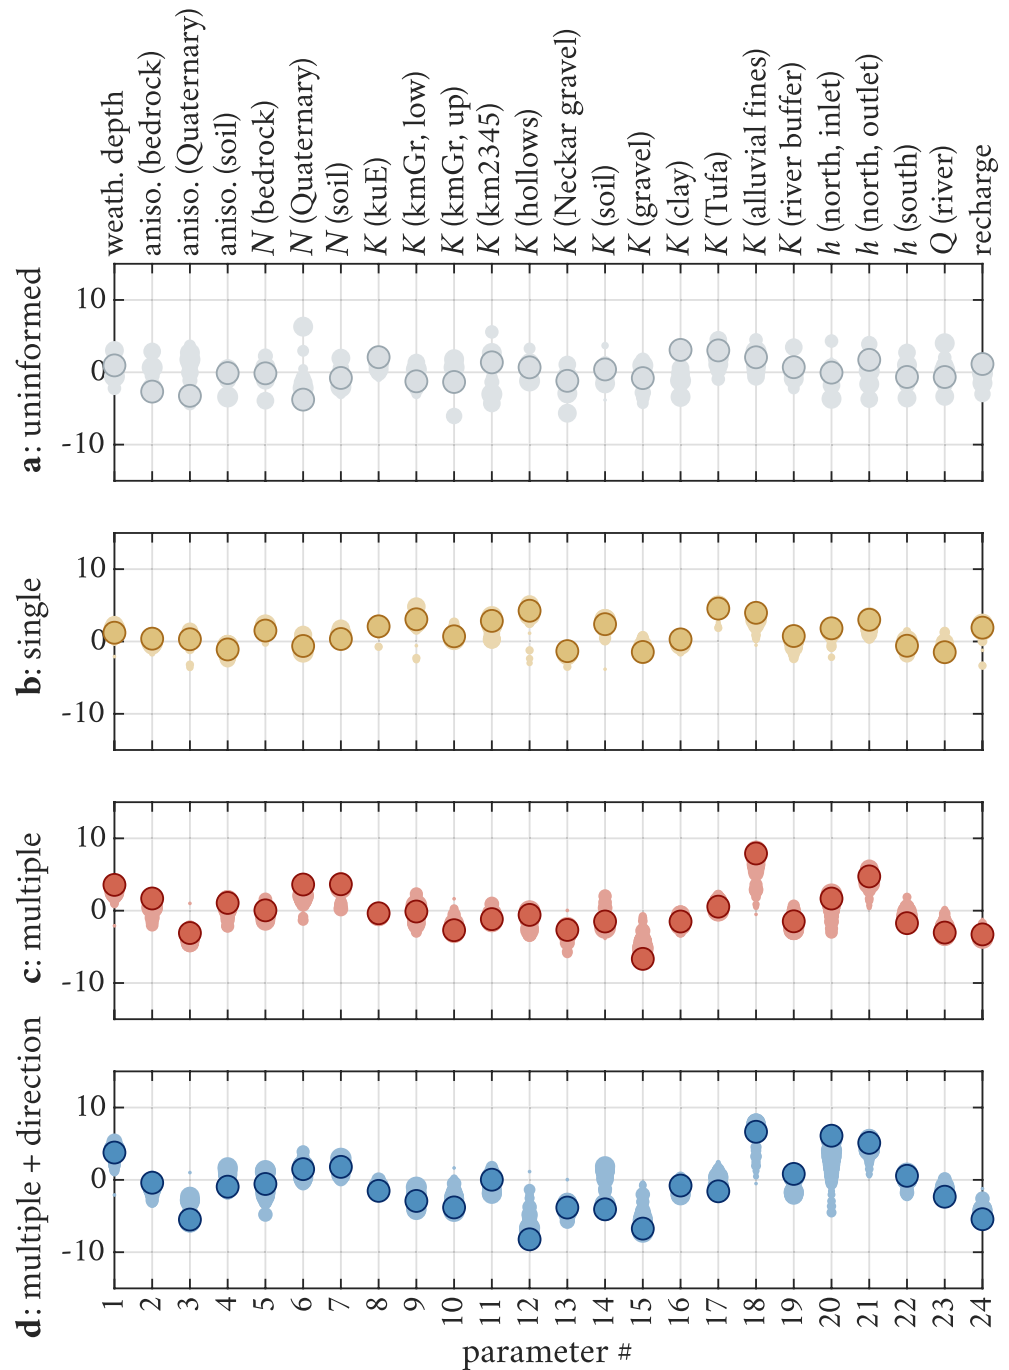 weath. depth
aniso. (bedrock)
aniso. (Quaternary)
aniso. (soil)
N (bedrock)
N (Quaternary)
N (soil)
K (kuE)
K (kmGr, low)
K (kmGr, up)
K (km2345)
K (hollows)
K (Neckar gravel)
K (soil)
K (gravel)
K (clay)
K (Tufa)
K (alluvial fines)
K (river buffer)
h (north, inlet)
h (north, outlet)
h (south)
Q (river)
recharge
a: uninformed
10
0
-10
b: single
10
0
-10
c: multiple
10
0
-10
d: multiple + direction
10
0
-10
1 2 3 4 5 6 7 8 9 10 11 12 13 14 15 16 17 18 19 20 21 22 23 24
parameter #